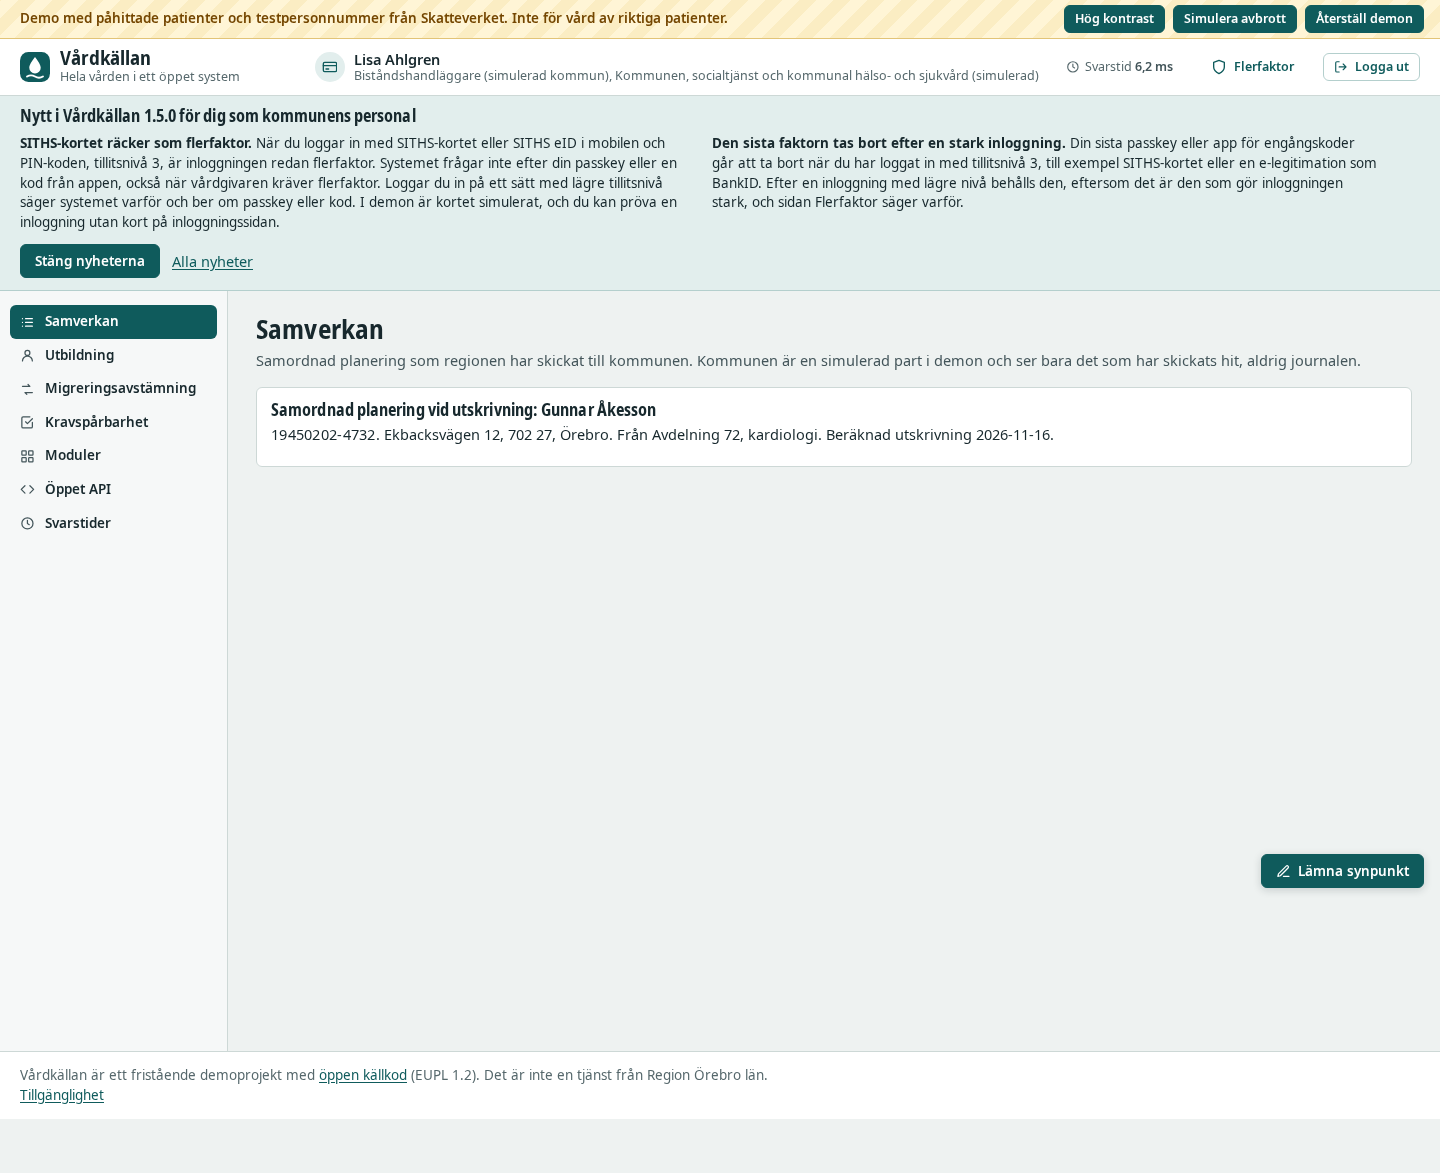 Demo med påhittade patienter och testpersonnummer från Skatteverket. Inte för vård av riktiga patienter.
Hög kontrast
Simulera avbrott
Återställ demon
Vårdkällan
Hela vården i ett öppet system
Lisa Ahlgren
Biståndshandläggare (simulerad kommun), Kommunen, socialtjänst och kommunal hälso- och sjukvård (simulerad)
Svarstid 6,2 ms
Flerfaktor
Logga ut
Nytt i Vårdkällan 1.5.0 för dig som kommunens personal
SITHS-kortet räcker som flerfaktor. När du loggar in med SITHS-kortet eller SITHS eID i mobilen och
PIN-koden, tillitsnivå 3, är inloggningen redan flerfaktor. Systemet frågar inte efter din passkey eller en
kod från appen, också när vårdgivaren kräver flerfaktor. Loggar du in på ett sätt med lägre tillitsnivå
säger systemet varför och ber om passkey eller kod. I demon är kortet simulerat, och du kan pröva en
inloggning utan kort på inloggningssidan.
Den sista faktorn tas bort efter en stark inloggning. Din sista passkey eller app för engångskoder
går att ta bort när du har loggat in med tillitsnivå 3, till exempel SITHS-kortet eller en e-legitimation som
BankID. Efter en inloggning med lägre nivå behålls den, eftersom det är den som gör inloggningen
stark, och sidan Flerfaktor säger varför.
Stäng nyheterna
Alla nyheter
Samverkan
Utbildning
Migreringsavstämning
Kravspårbarhet
Moduler
Öppet API
Svarstider
Samverkan
Samordnad planering som regionen har skickat till kommunen. Kommunen är en simulerad part i demon och ser bara det som har skickats hit, aldrig journalen.
Samordnad planering vid utskrivning: Gunnar Åkesson
19450202-4732. Ekbacksvägen 12, 702 27, Örebro. Från Avdelning 72, kardiologi. Beräknad utskrivning 2026-11-16.
Lämna synpunkt
Vårdkällan är ett fristående demoprojekt med öppen källkod (EUPL 1.2). Det är inte en tjänst från Region Örebro län.
Tillgänglighet